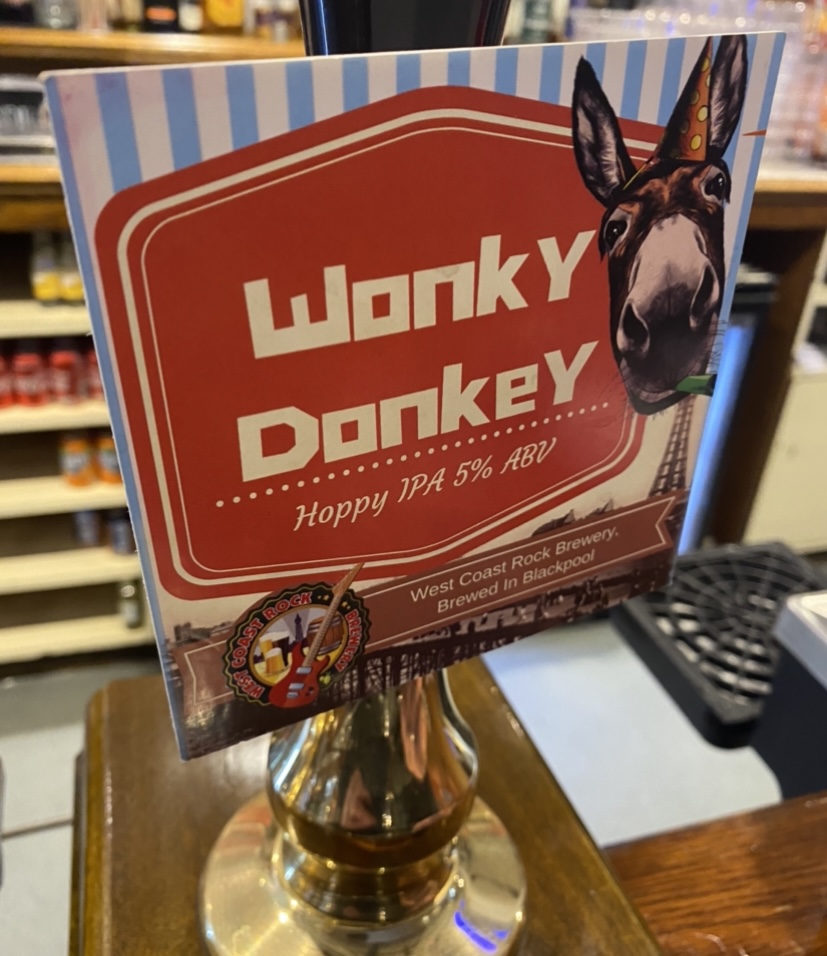 Wonky
Donkey
Hoppy IPA 5% ABV
West Coast Rock Brewery,
Brewed In Blackpool
WEST COAST ROCK BREWERY